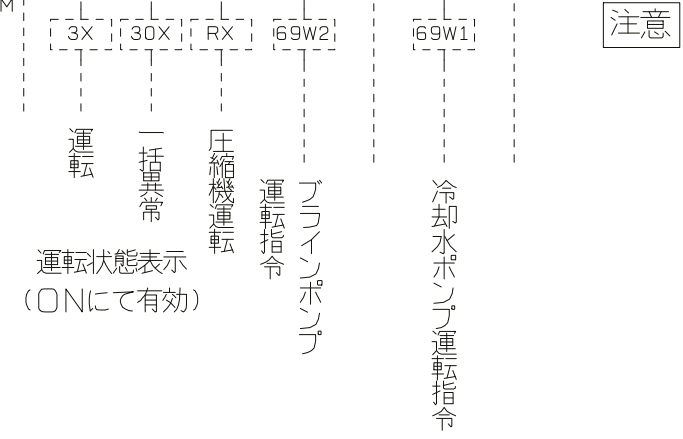 M
3X
30X
RX
69W2
69W1
注意
運転
一括異常
圧縮機運転
ブラインポンプ
運転指令
冷却水ポンプ運転指令
運転状態表示
(ONにて有効)